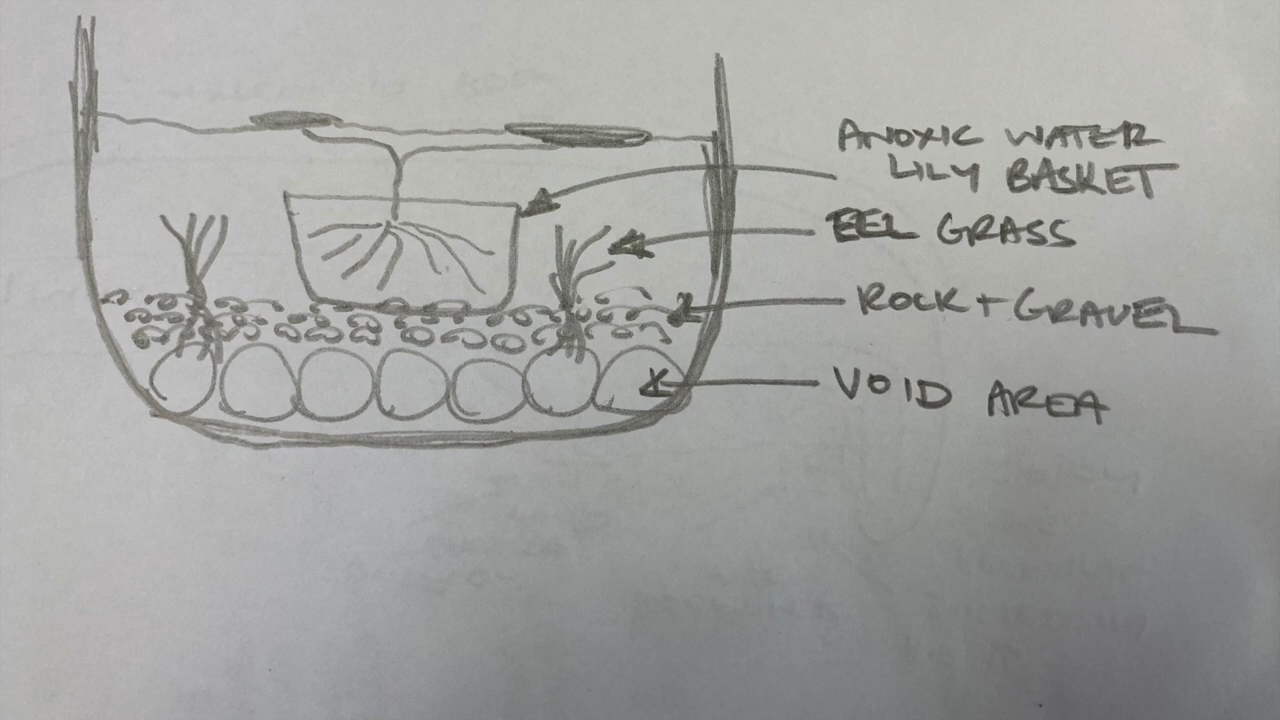 ANOXIC WATER
LILY BASKET
EEL GRASS
ROCK + GRAVEL
VOID AREA